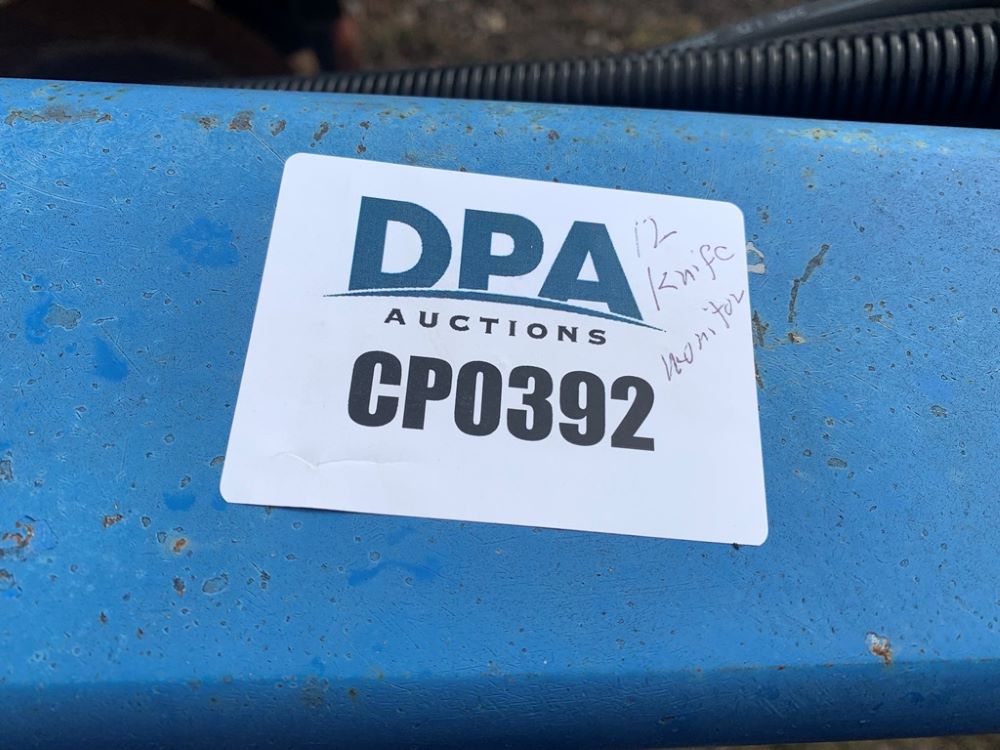 DPA
AUCTIONS
CP0392
12
Knife
monitor